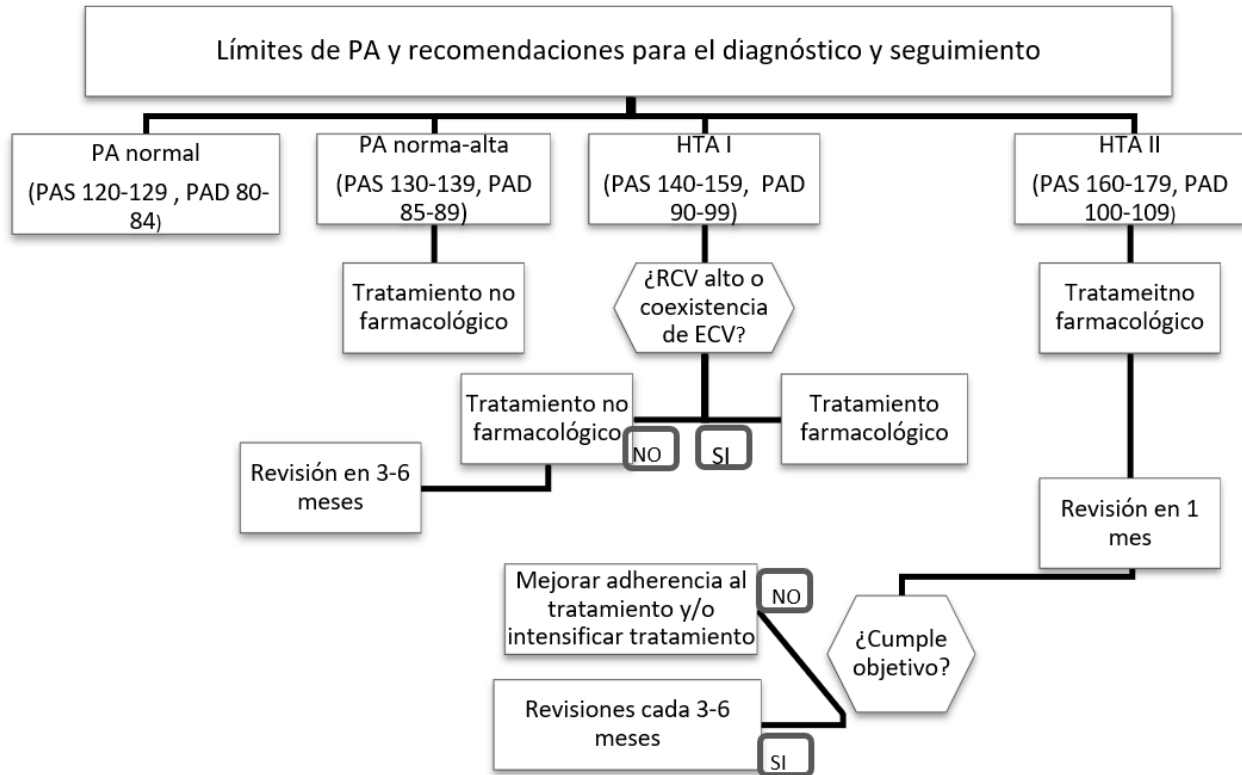 Límites de PA y recomendaciones para el diagnóstico y seguimiento
PA normal
(PAS 120-129 , PAD 80-
84)
PA norma-alta
(PAS 130-139, PAD
85-89)
HTA I
(PAS 140-159, PAD
90-99)
HTA II
(PAS 160-179, PAD
100-109)
Tratamiento no
farmacológico
¿RCV alto o
coexistencia
de ECV?
Tratameitno
farmacológico
Tratamiento no
farmacológico
NO
SI
Tratamiento
farmacológico
Revisión en 3-6
meses
Revisión en 1
mes
Mejorar adherencia al
tratamiento y/o
intensificar tratamiento
NO
¿Cumple
objetivo?
Revisiones cada 3-6
meses
SI